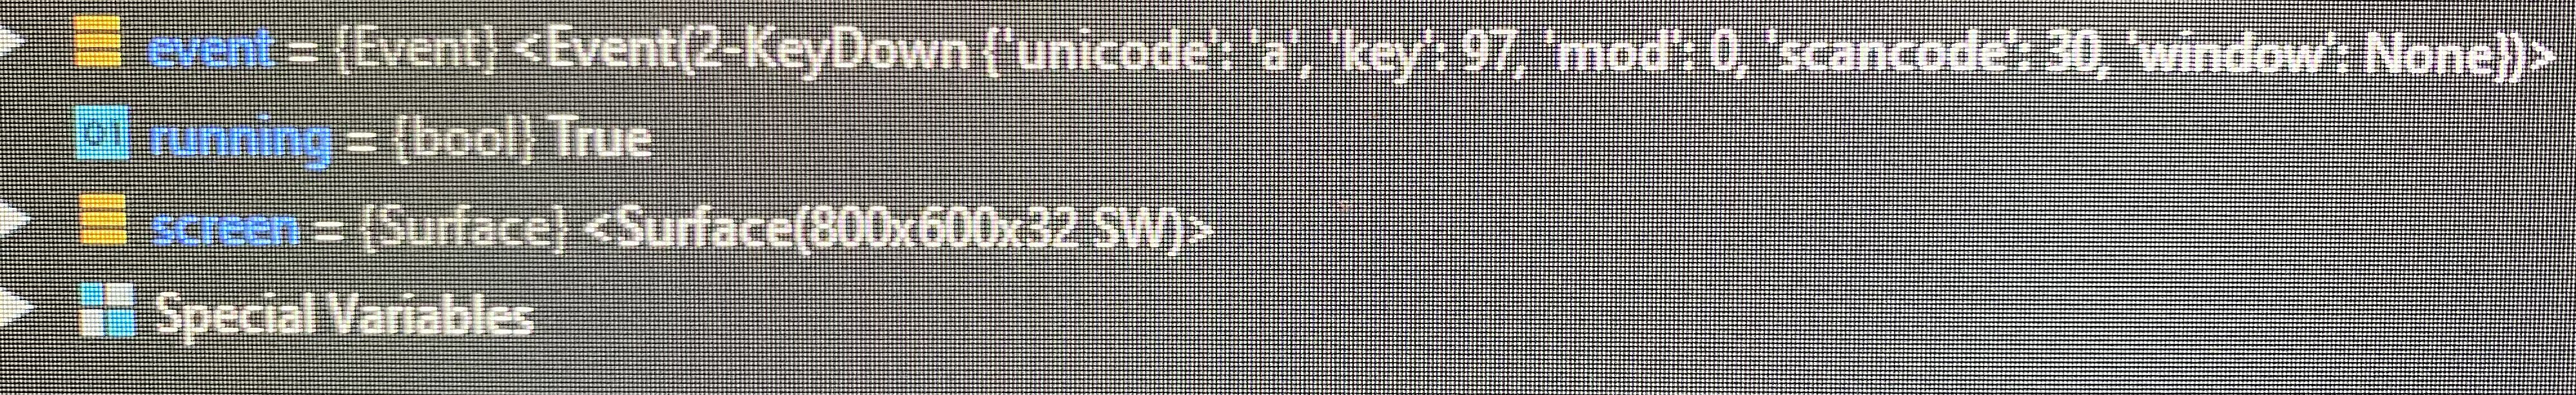 event = {Event} <Event(2-KeyDown {'unicode': 'a', 'key': 97, 'mod': 0, 'scancode': 30, 'window': None})>
01 running = {bool} True
screen = {Surface} <Surface(800x600x32 SW)>
Special Variables